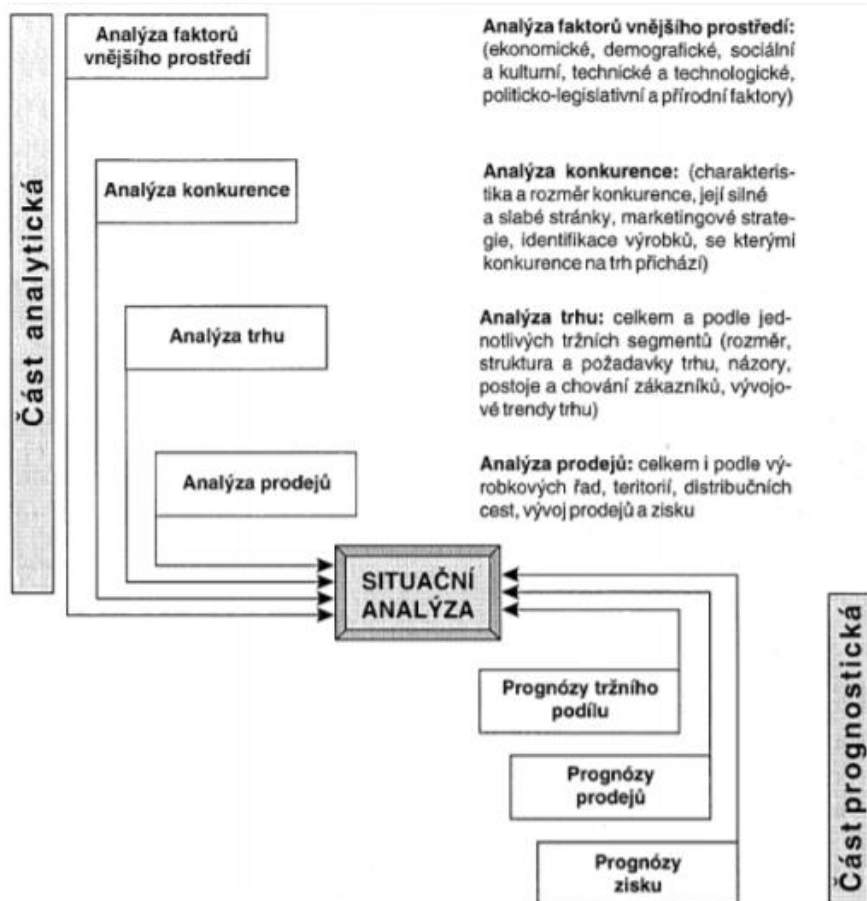 Část analytická
Analýza faktorů
vnějšího prostředí
Analýza faktorů vnějšího prostředí:
(ekonomické, demografické, sociální
a kulturní, technické a technologické,
politicko-legislativní a přírodní faktory)
Analýza konkurence
Analýza konkurence: (charakteris-
tika a rozměr konkurence, její silné
a slabé stránky, marketingové strate-
gie, identifikace výrobků, se kterými
konkurence na trh přichází)
Analýza trhu
Analýza trhu: celkem a podle jed-
notlivých tržních segmentů (rozměr,
struktura a požadavky trhu, názory,
postoje a chování zákazníků, vývojo-
vé trendy trhu)
Analýza prodejů
Analýza prodejů: celkem i podle vý-
robkových řad, teritorií, distribučních
cest, vývoj prodejů a zisku
SITUAČNÍ
ANALÝZA
Prognózy tržního
podílu
Prognózy
prodejů
Prognózy
zisku
Část prognostická